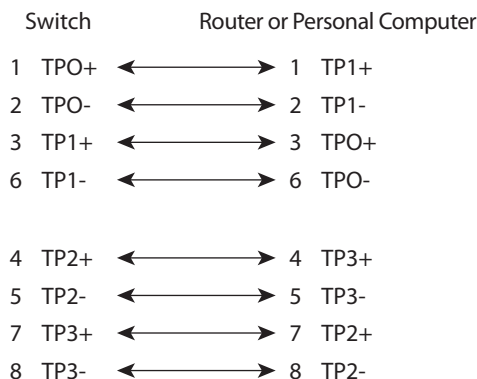 Switch Router or Personal Computer
1 TPO+ 1 TP1+
2 TPO- 2 TP1-
3 TP1+ 3 TPO+
6 TP1- 6 TPO-
4 TP2+ 4 TP3+
5 TP2- 5 TP3-
7 TP3+ 7 TP2+
8 TP3- 8 TP2-